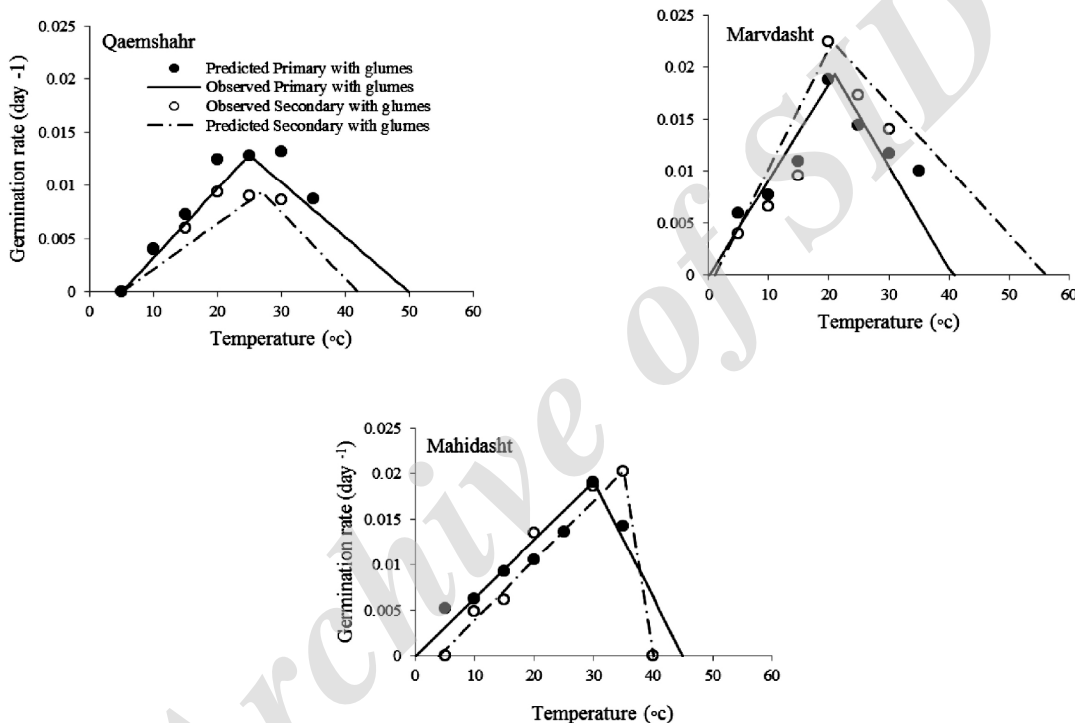 Qaemshahr
Predicted Primary with glumes
Observed Primary with glumes
Observed Secondary with glumes
Predicted Secondary with glumes
Germination rate (day -1)
0.025
0.02
0.015
0.01
0.005
0
0 10 20 30 40 50 60
Temperature (∘c)
Marvdasht
0.025
0.02
0.015
0.01
0.005
0
0 10 20 30 40 50 60
Temperature (∘c)
Mahidasht
Germination rate (day -1)
0.025
0.02
0.015
0.01
0.005
0
0 10 20 30 40 50 60
Temperature (∘c)
Archive of SID